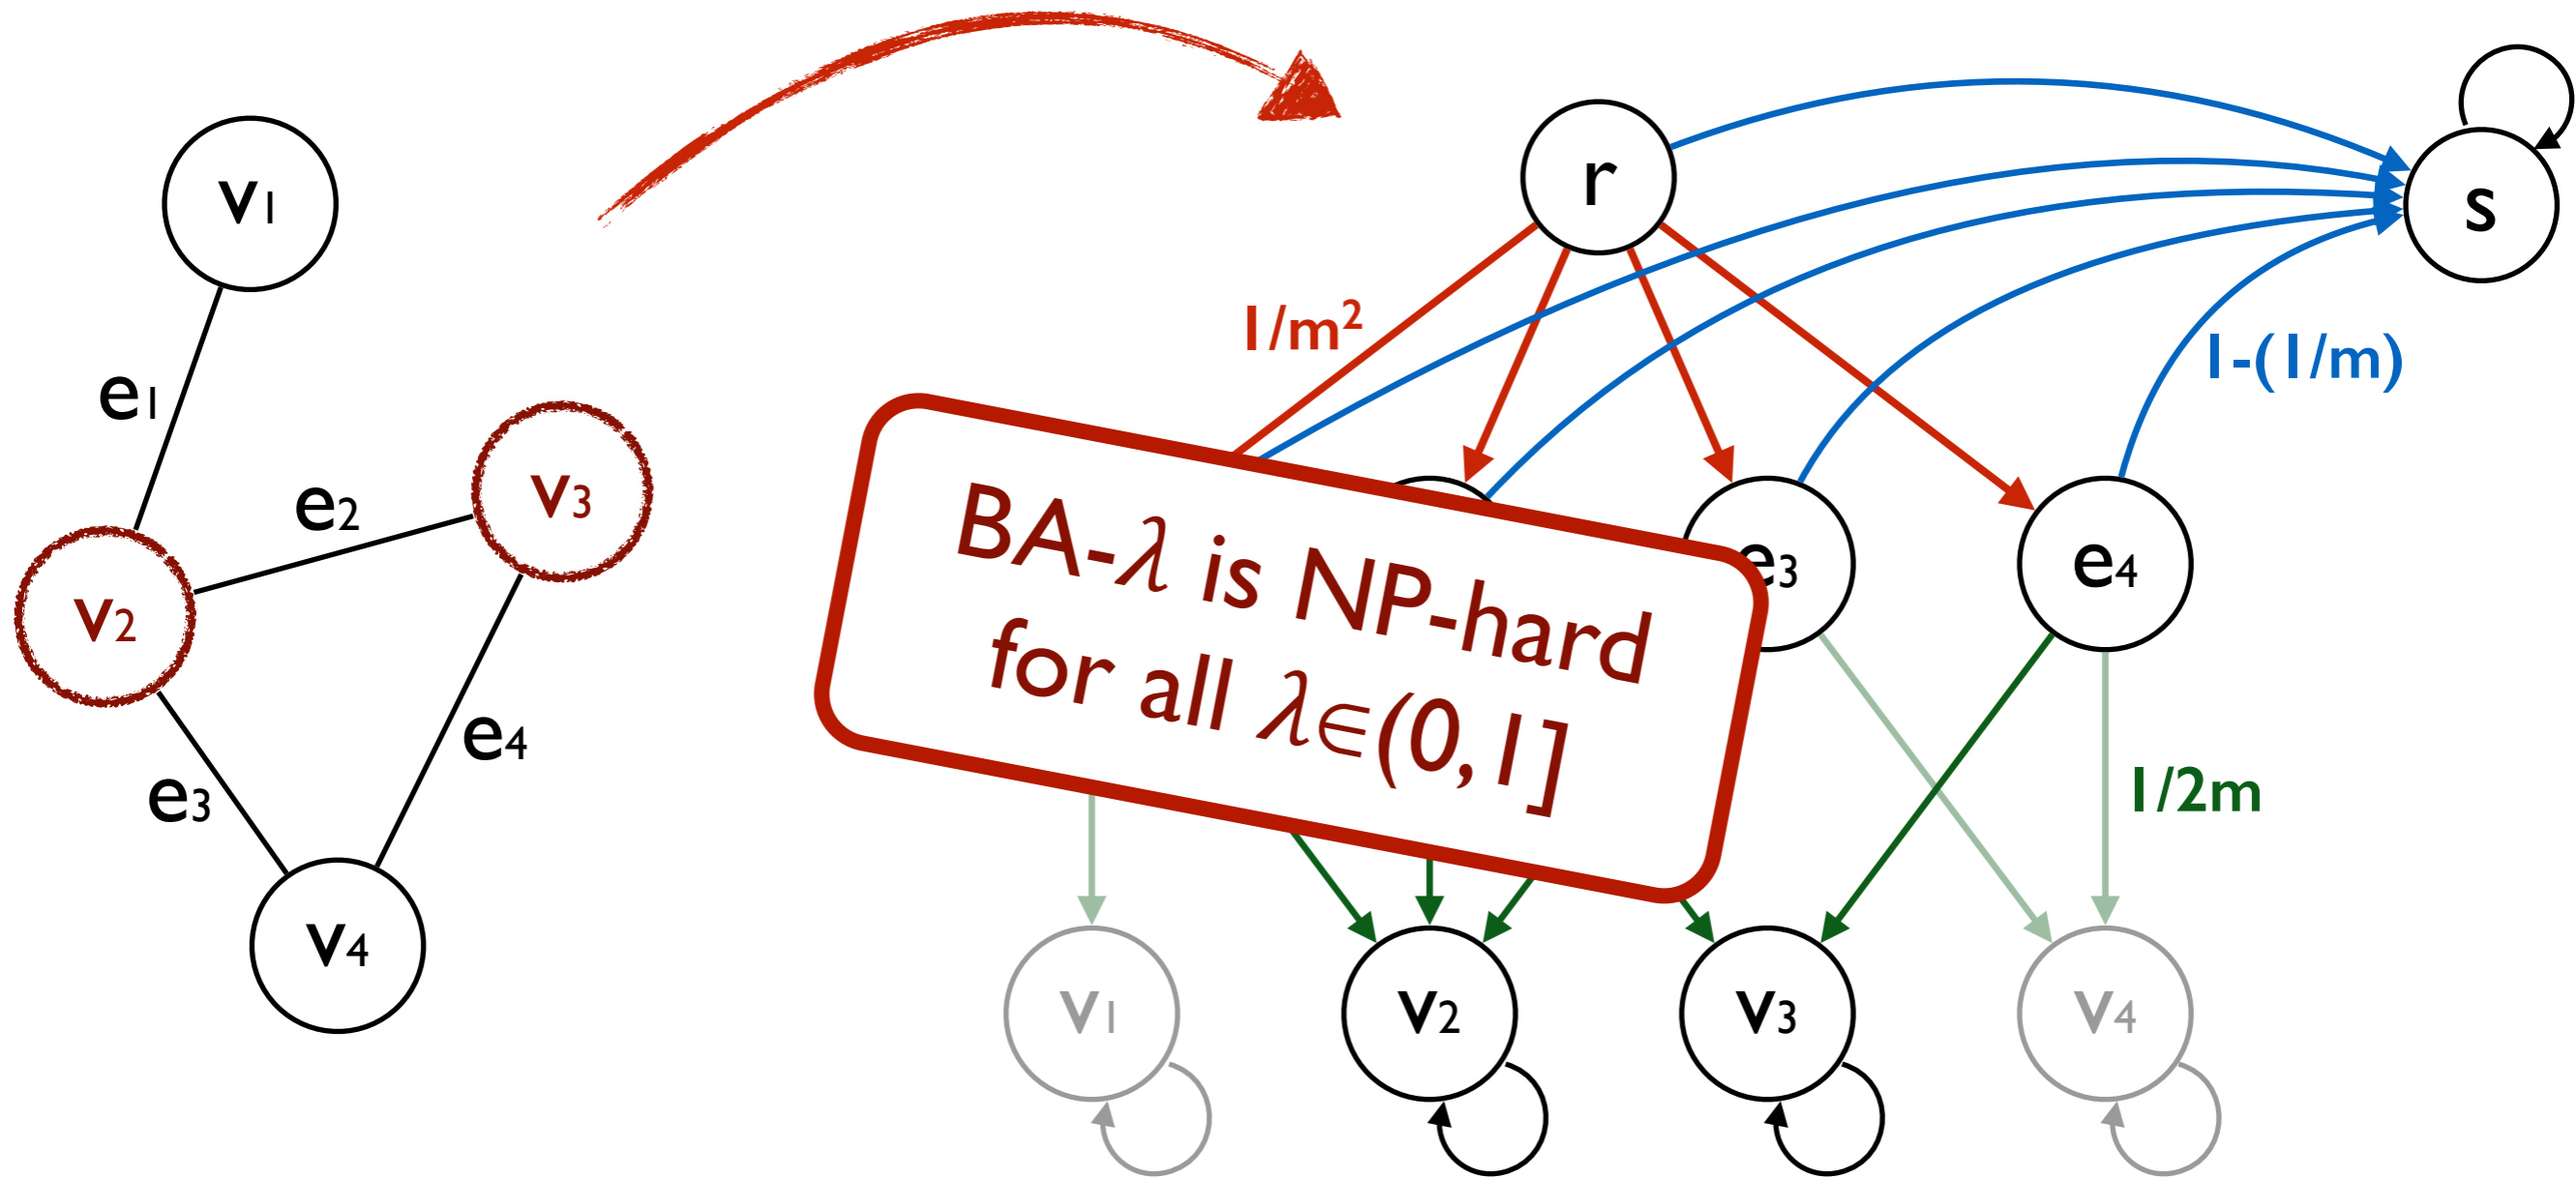 v1
e1
e2
v3
v2
e4
e3
v4
r
s
1/m²
1-(1/m)
e3
e4
BA-λ is NP-hard
for all λ∈(0,1]
1/2m
v1
v2
v3
v4